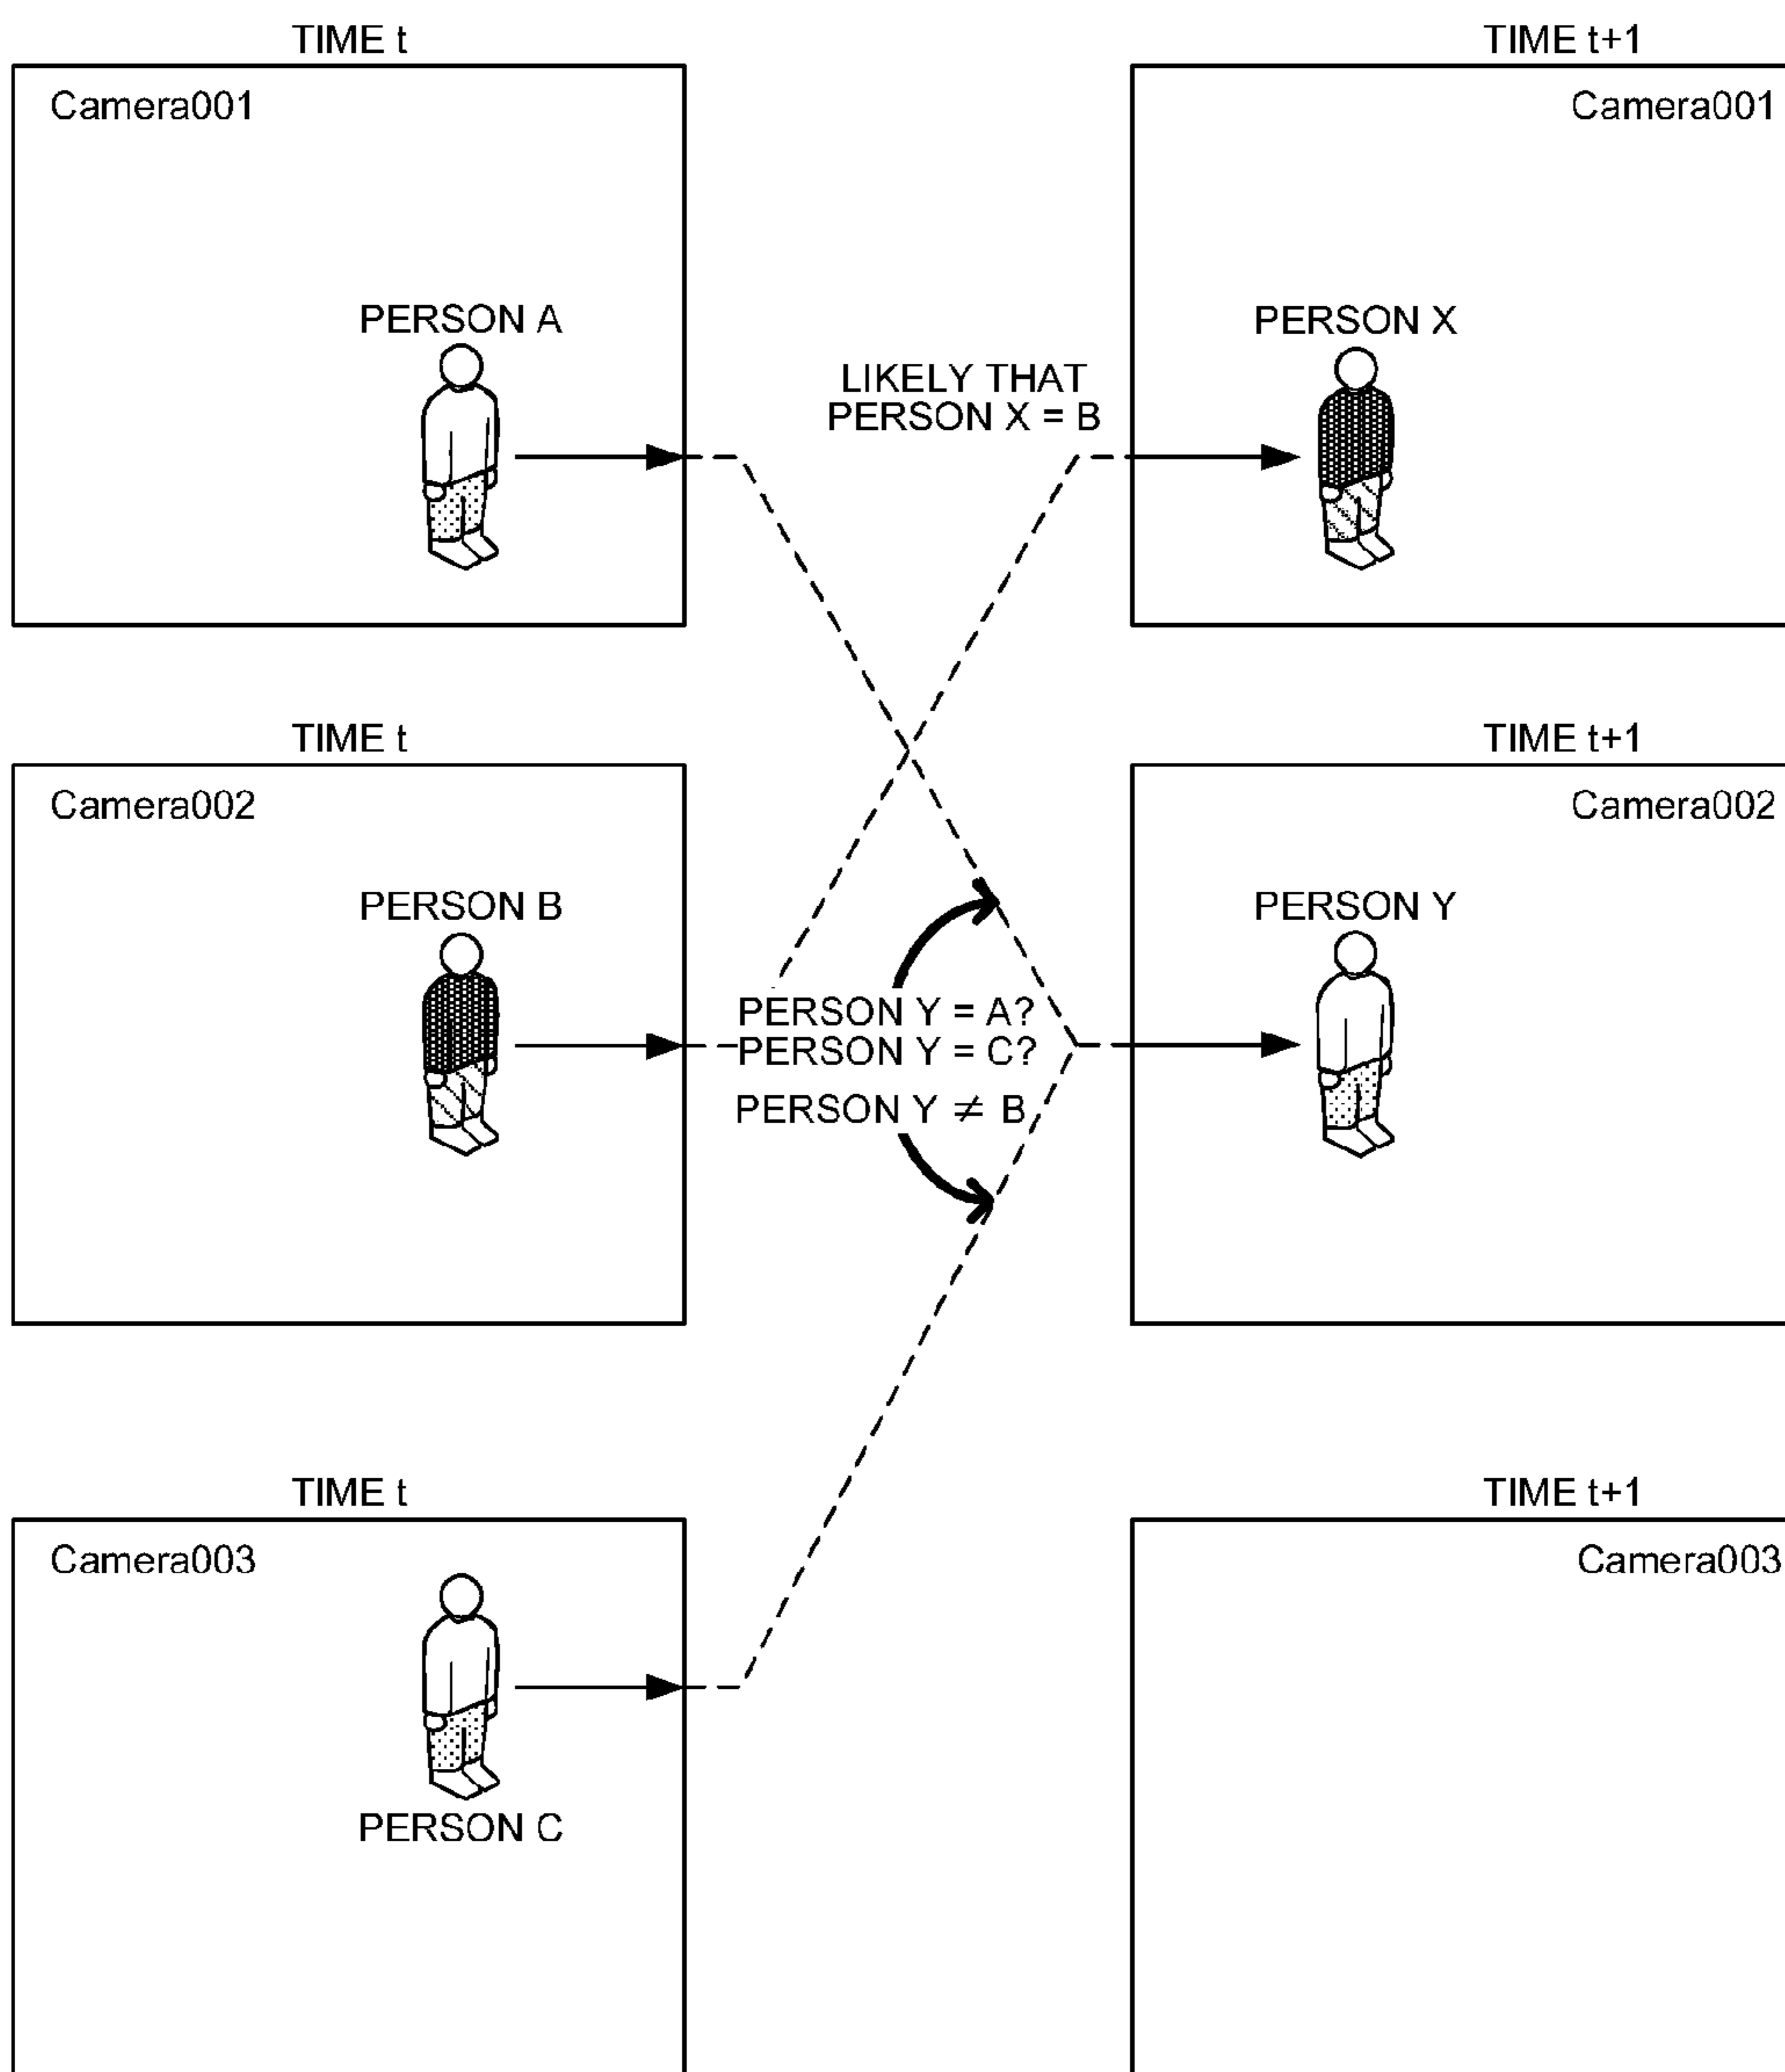 TIME t
TIME t+1
Camera001
Camera001
PERSON A
PERSON X
LIKELY THAT
PERSON X = B
TIME t
TIME t+1
Camera002
Camera002
PERSON B
PERSON Y
PERSON Y = A?
PERSON Y = C?
PERSON Y ≠ B
TIME t
TIME t+1
Camera003
Camera003
PERSON C